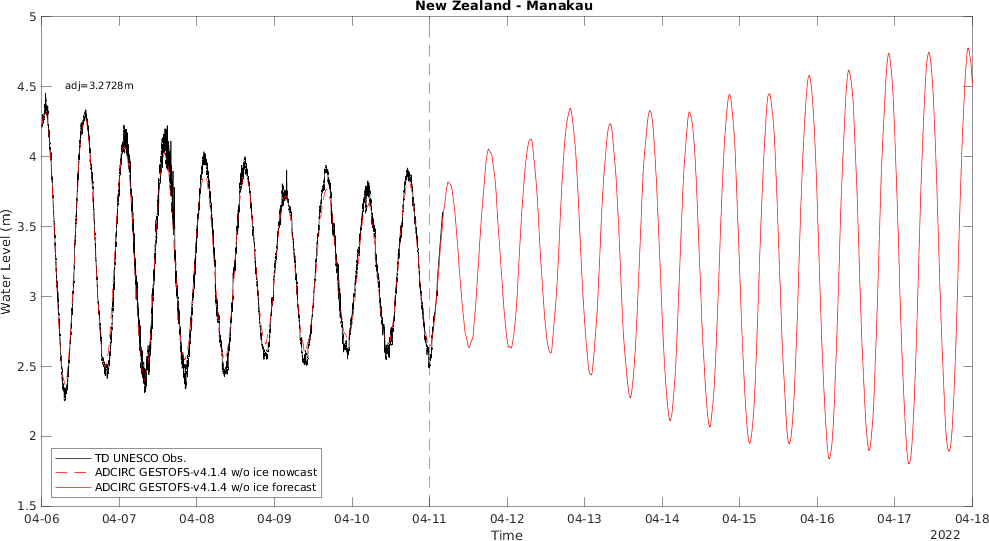 New Zealand - Manakau
adj=3.2728m
Water Level (m)
5
4.5
4
3.5
3
2.5
2
1.5
TD UNESCO Obs.
ADCIRC GESTOFS-v4.1.4 w/o ice nowcast
ADCIRC GESTOFS-v4.1.4 w/o ice forecast
04-06 04-07 04-08 04-09 04-10 04-11 04-12 04-13 04-14 04-15 04-16 04-17 04-18
Time
2022